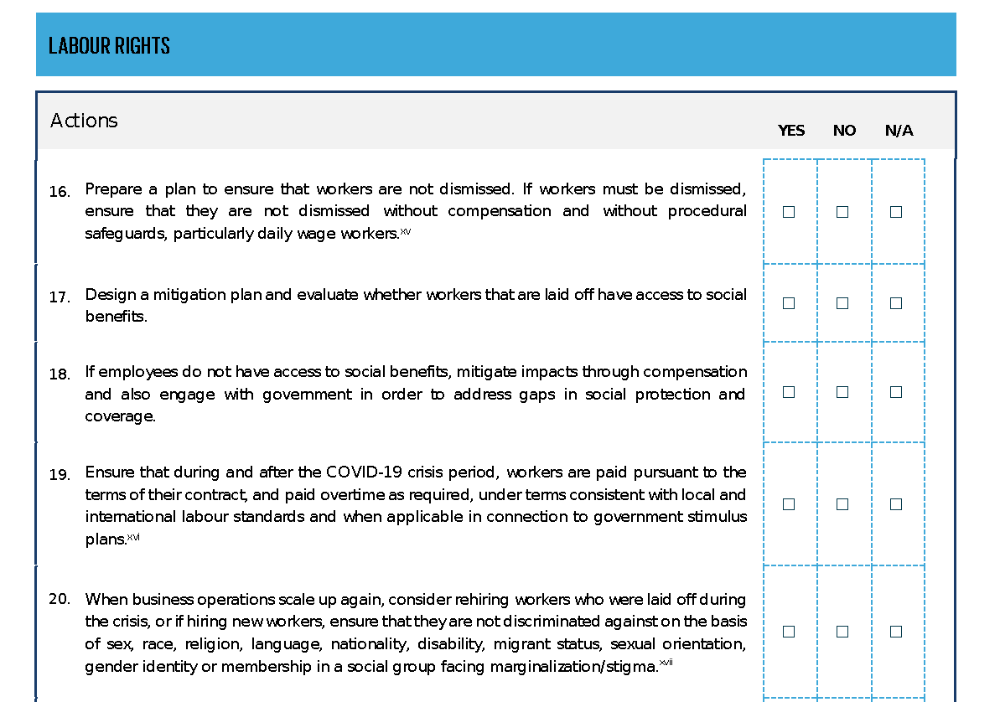 LABOUR RIGHTS
Actions
YES NO N/A
16. Prepare a plan to ensure that workers are not dismissed. If workers must be dismissed,
ensure that they are not dismissed without compensation and without procedural
safeguards, particularly daily wage workers.xv
17. Design a mitigation plan and evaluate whether workers that are laid off have access to social
benefits.
18. If employees do not have access to social benefits, mitigate impacts through compensation
and also engage with government in order to address gaps in social protection and
coverage.
19. Ensure that during and after the COVID-19 crisis period, workers are paid pursuant to the
terms of their contract, and paid overtime as required, under terms consistent with local and
international labour standards and when applicable in connection to government stimulus
plans.xvi
20. When business operations scale up again, consider rehiring workers who were laid off during
the crisis, or if hiring new workers, ensure that they are not discriminated against on the basis
of sex, race, religion, language, nationality, disability, migrant status, sexual orientation,
gender identity or membership in a social group facing marginalization/stigma.xvii